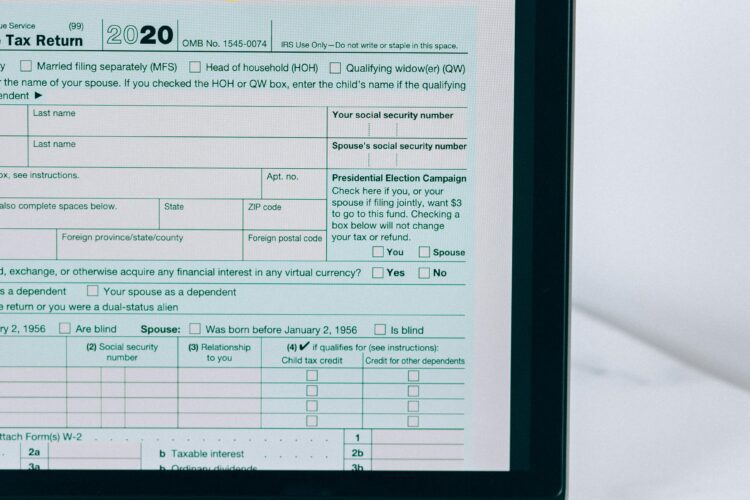 ue Service (99)
Tax Return 2020 OMB No. 1545-0074 IRS Use Only—Do not write or staple in this space.
y Married filing separately (MFS) Head of household (HOH) Qualifying widow(er) (QW)
the name of your spouse. If you checked the HOH or QW box, enter the child's name if the qualifying
endent ▶
Last name Your social security number
Last name Spouse's social security number
ox, see instructions. Apt. no. Presidential Election Campaign
Check here if you, or your
spouse if filing jointly, want $3
to go to this fund. Checking a
box below will not change
your tax or refund.
You Spouse
also complete spaces below. State ZIP code
Foreign province/state/county Foreign postal code
d, exchange, or otherwise acquire any financial interest in any virtual currency? Yes No
s a dependent Your spouse as a dependent
e return or you were a dual-status alien
ry 2, 1956 Are blind Spouse: Was born before January 2, 1956 Is blind
(2) Social security number (3) Relationship to you (4) ✔ if qualifies for (see instructions):
Child tax credit Credit for other dependents
ttach Form(s) W-2 . . . . . . . . . . . . . . . 1
2a b Taxable interest . . . . . 2b
3a b Ordinary dividends . . . . . 3b